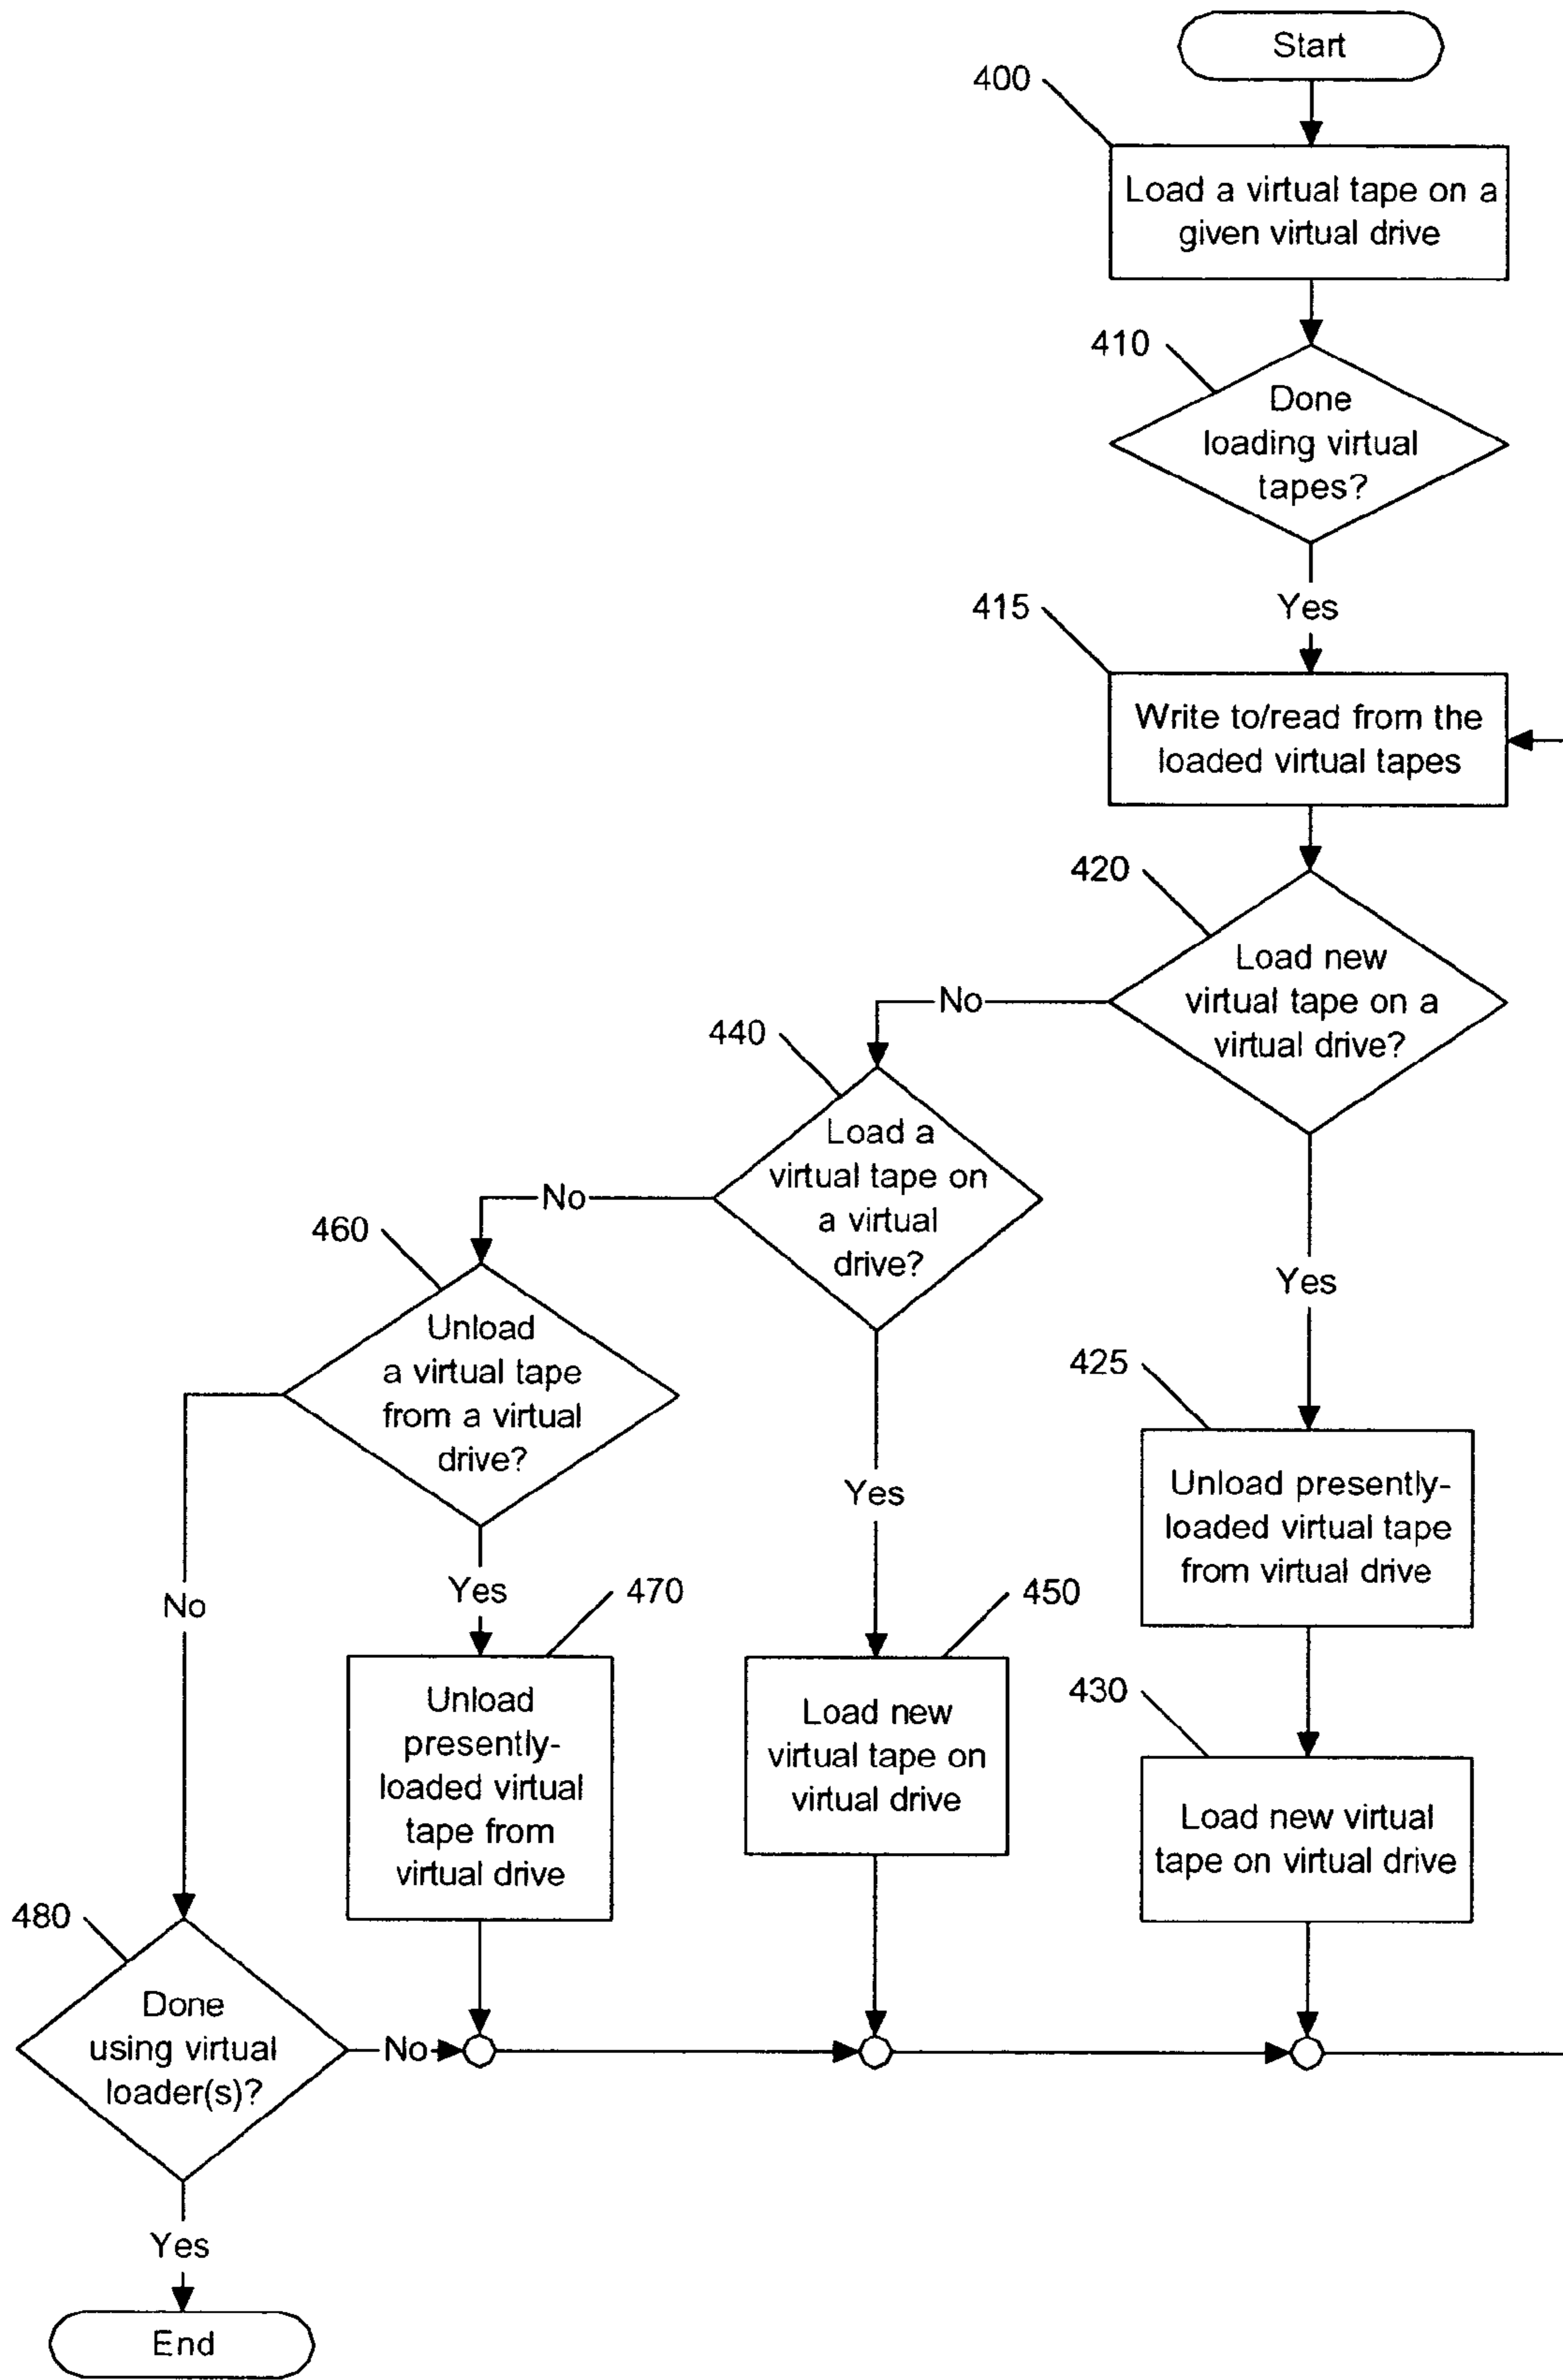 Start
400
Load a virtual tape on a
given virtual drive
410
Done
loading virtual
tapes?
Yes
415
Write to/read from the
loaded virtual tapes
420
Load new
virtual tape on a
virtual drive?
No
440
Load a
virtual tape on
a virtual
drive?
No
460
Unload
a virtual tape
from a virtual
drive?
Yes
425
Unload presently-
loaded virtual tape
from virtual drive
Yes
No
Yes
470
450
Unload
presently-
loaded virtual
tape from
virtual drive
Load new
virtual tape on
virtual drive
430
Load new virtual
tape on virtual drive
480
Done
using virtual
loader(s)?
No
Yes
End